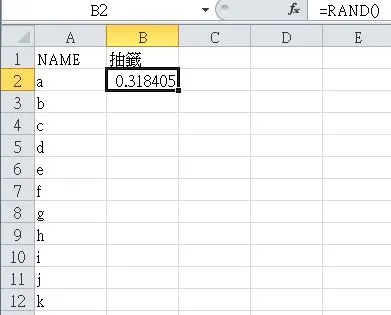 B2 fx =RAND()
A B C D E
1 NAME 抽籤
2 a 0.318405
3 b
4 c
5 d
6 e
7 f
8 g
9 h
10 i
11 j
12 k